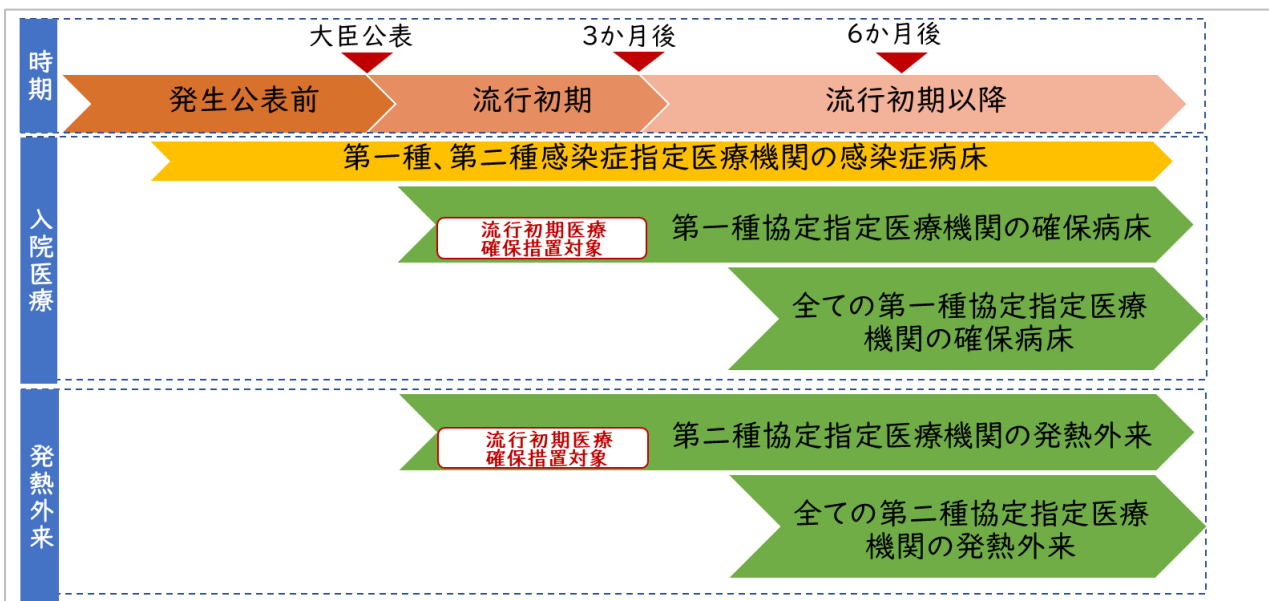 時期
大臣公表
3か月後
6か月後
発生公表前
流行初期
流行初期以降
入院医療
第一種、第二種感染症指定医療機関の感染症病床
流行初期医療
確保措置対象
第一種協定指定医療機関の確保病床
全ての第一種協定指定医療
機関の確保病床
発熱外来
流行初期医療
確保措置対象
第二種協定指定医療機関の発熱外来
全ての第二種協定指定医療
機関の発熱外来